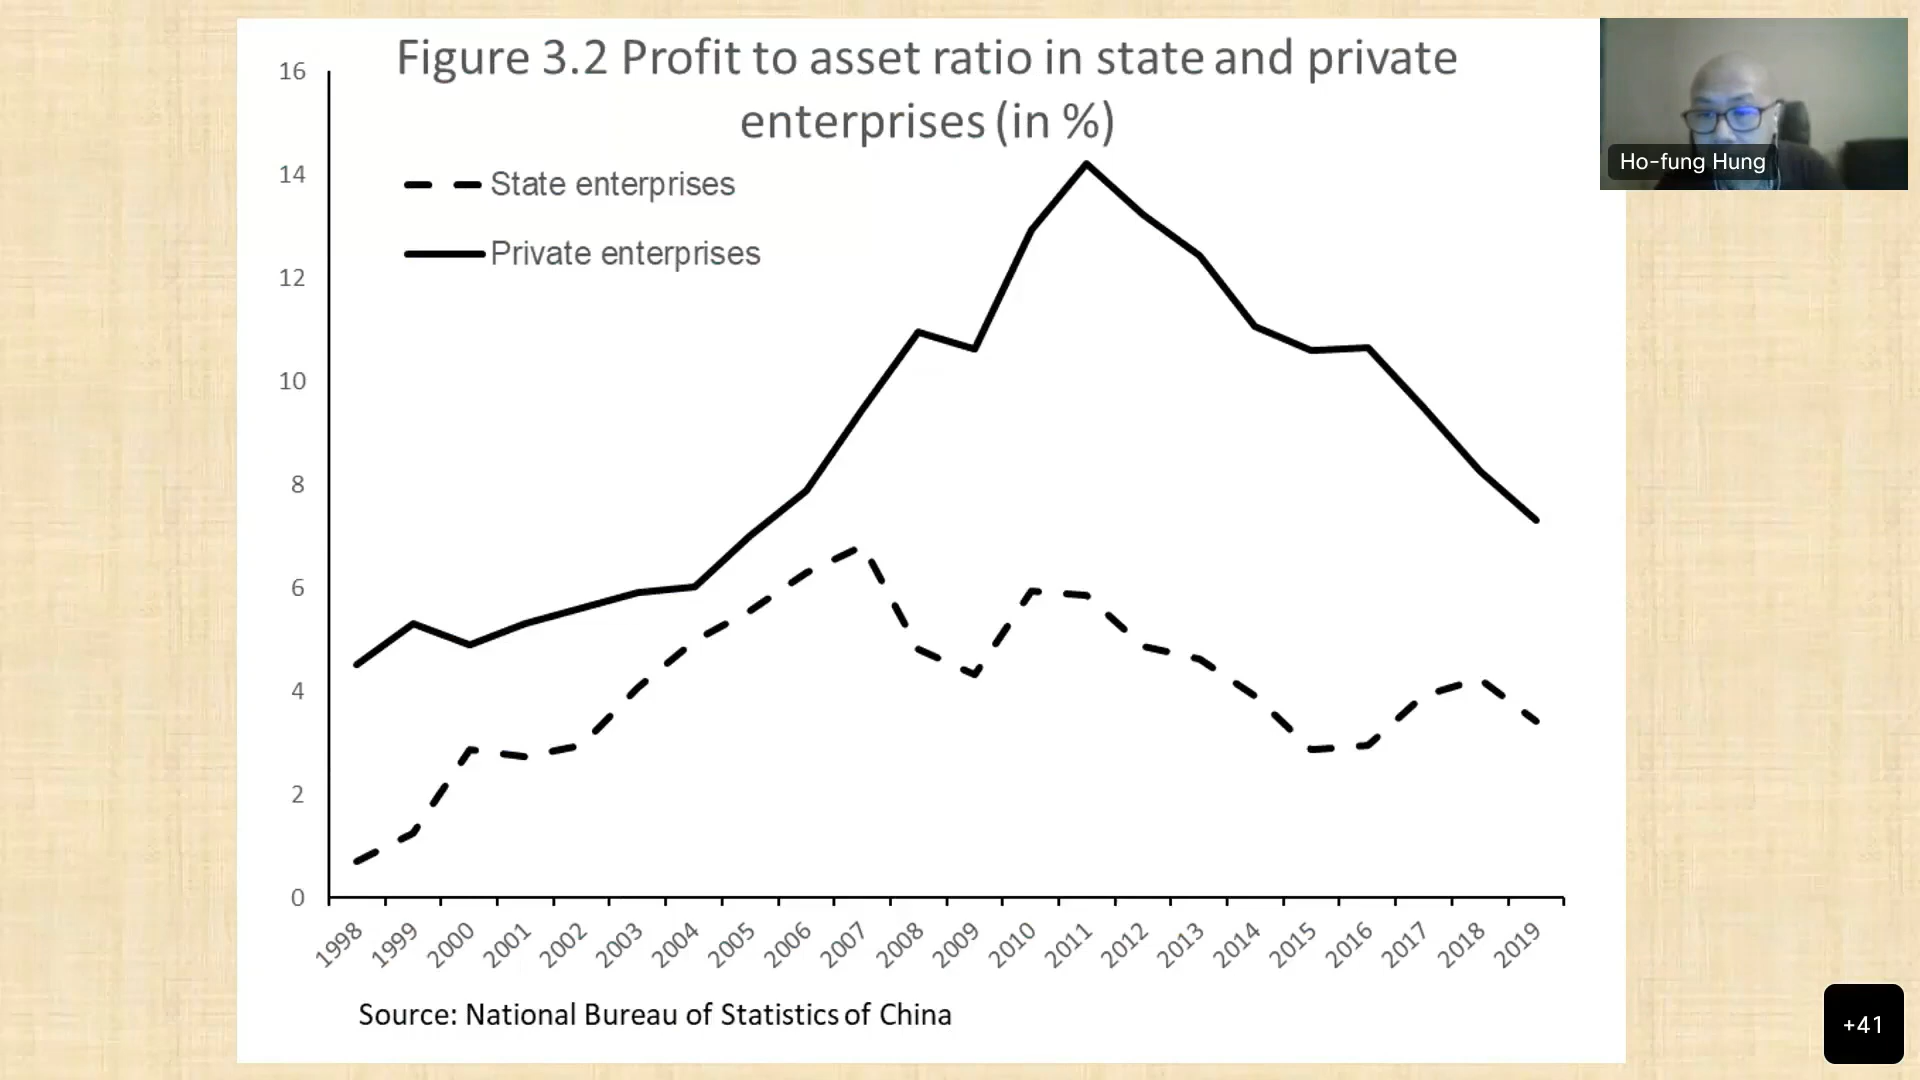 Figure 3.2 Profit to asset ratio in state and private
enterprises (in %)
Ho-fung Hung
State enterprises
Private enterprises
16
14
12
10
8
6
4
2
0
1998 1999 2000 2001 2002 2003 2004 2005 2006 2007 2008 2009 2010 2011 2012 2013 2014 2015 2016 2017 2018 2019
Source: National Bureau of Statistics of China
+41